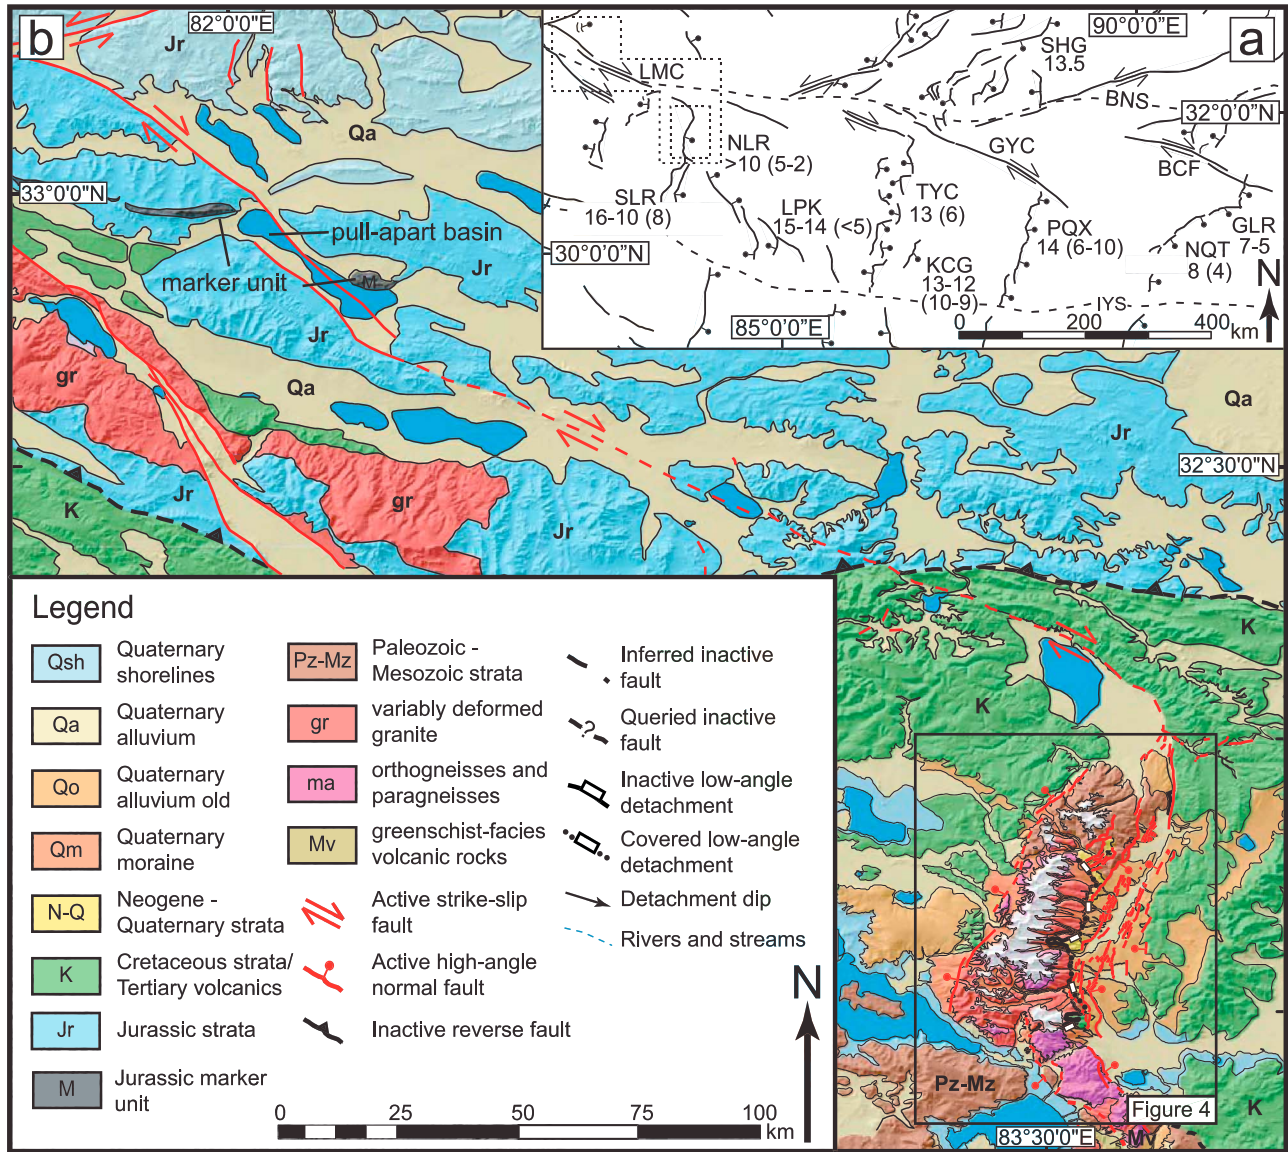 b
82°0'0"E
Jr
Qa
33°0'0"N
pull-apart basin
marker unit
M
Jr
Jr
gr
Qa
Qa
Jr
32°30'0"N
Jr
gr
K
Jr
K
K
Pz-Mz
Figure 4
K
83°30'0"E
Mv
a
90°0'0"E
SHG
13.5
LMC
BNS
32°0'0"N
NLR
>10 (5-2)
GYC
BCF
SLR
16-10 (8)
LPK
15-14 (<5)
TYC
13 (6)
PQX
14 (6-10)
GLR
7-5
NQT
8 (4)
30°0'0"N
KCG
13-12
(10-9)
IYS
85°0'0"E
N
0 200 400
km
Legend
Qsh Quaternary
shorelines
Qa Quaternary
alluvium
Qo Quaternary
alluvium old
Qm Quaternary
moraine
N-Q Neogene -
Quaternary strata
K Cretaceous strata/
Tertiary volcanics
Jr Jurassic strata
M Jurassic marker
unit
Pz-Mz Paleozoic -
Mesozoic strata
gr variably deformed
granite
ma orthogneisses and
paragneisses
Mv greenschist-facies
volcanic rocks
Active strike-slip
fault
Active high-angle
normal fault
Inactive reverse fault
Inferred inactive
fault
? Queried inactive
fault
Inactive low-angle
detachment
Covered low-angle
detachment
Detachment dip
Rivers and streams
N
0 25 50 75 100
km